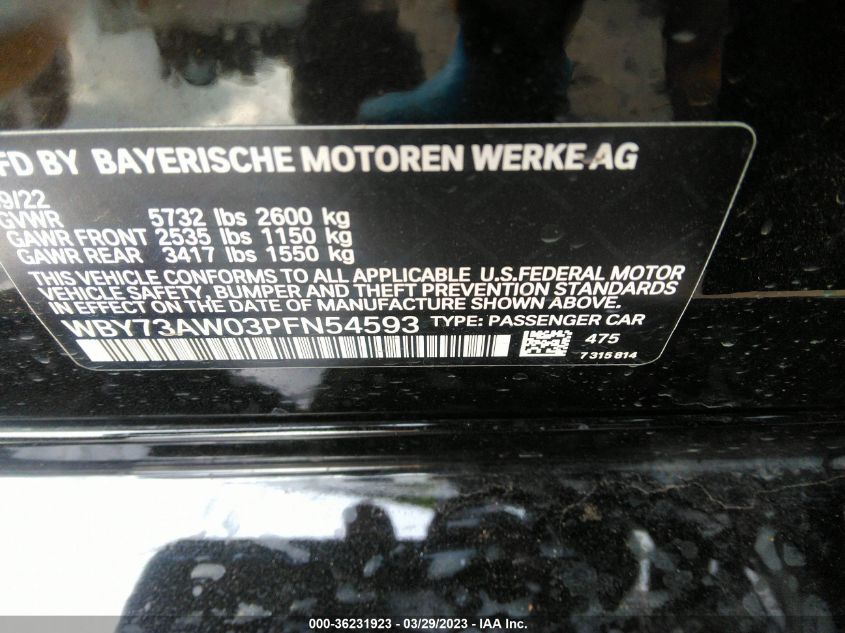 FD BY BAYERISCHE MOTOREN WERKE AG
9/22
GVWR 5732 lbs 2600 kg
GAWR FRONT 2535 lbs 1150 kg
GAWR REAR 3417 lbs 1550 kg
THIS VEHICLE CONFORMS TO ALL APPLICABLE U.S.FEDERAL MOTOR
VEHICLE SAFETY, BUMPER AND THEFT PREVENTION STANDARDS
IN EFFECT ON THE DATE OF MANUFACTURE SHOWN ABOVE.
WBY73AW03PFN54593 TYPE: PASSENGER CAR
475
7 315 814
000-36231923 / 03/29/2023 — IAA Inc.